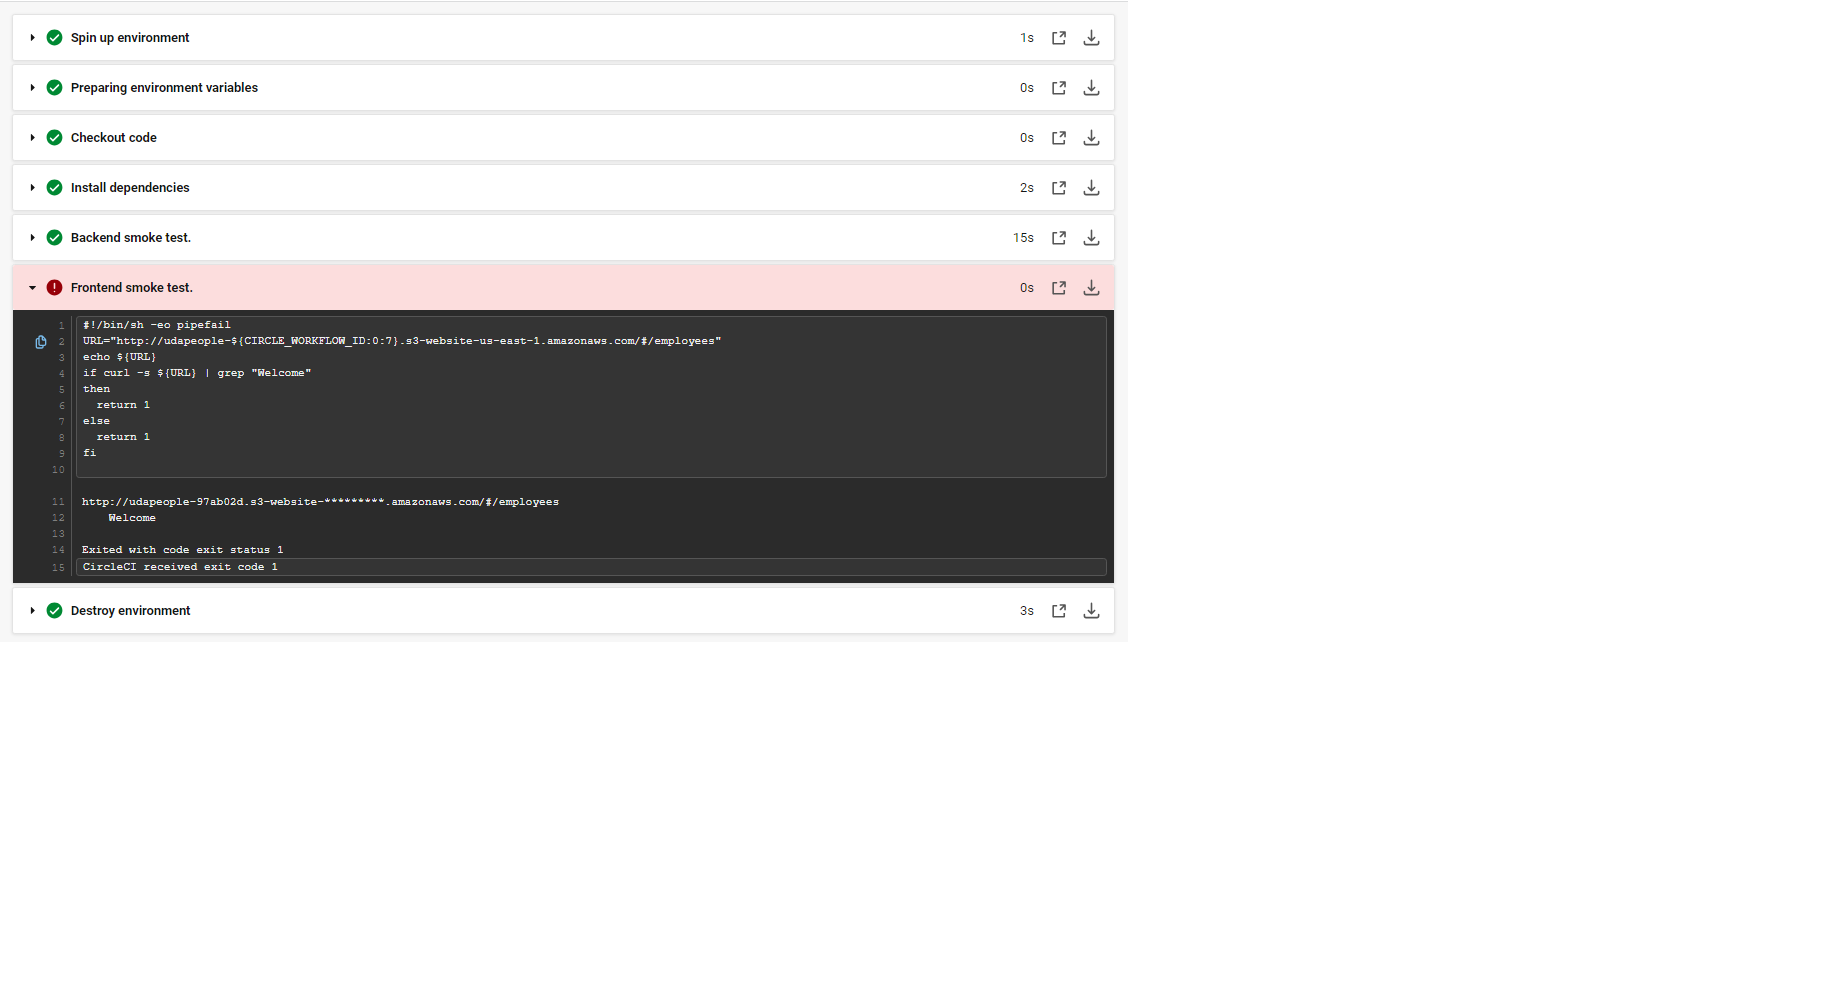 Spin up environment 1s
Preparing environment variables 0s
Checkout code 0s
Install dependencies 2s
Backend smoke test. 15s
Frontend smoke test. 0s
1 #!/bin/sh -eo pipefail
2 URL="http://udapeople-${CIRCLE_WORKFLOW_ID:0:7}.s3-website-us-east-1.amazonaws.com/#/employees"
3 echo ${URL}
4 if curl -s ${URL} | grep "Welcome"
5 then
6   return 1
7 else
8   return 1
9 fi
10
11 http://udapeople-97ab02d.s3-website-*********.amazonaws.com/#/employees
12     Welcome
13
14 Exited with code exit status 1
15 CircleCI received exit code 1
Destroy environment 3s